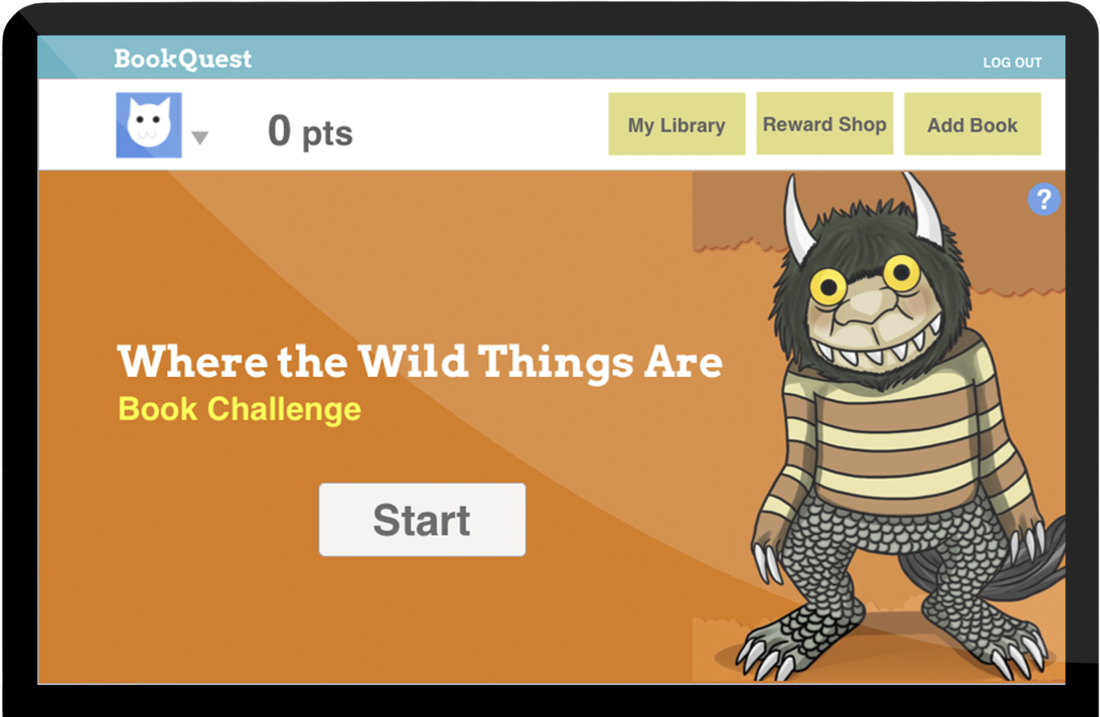 BookQuest
LOG OUT
0 pts
My Library
Reward Shop
Add Book
?
Where the Wild Things Are
Book Challenge
Start